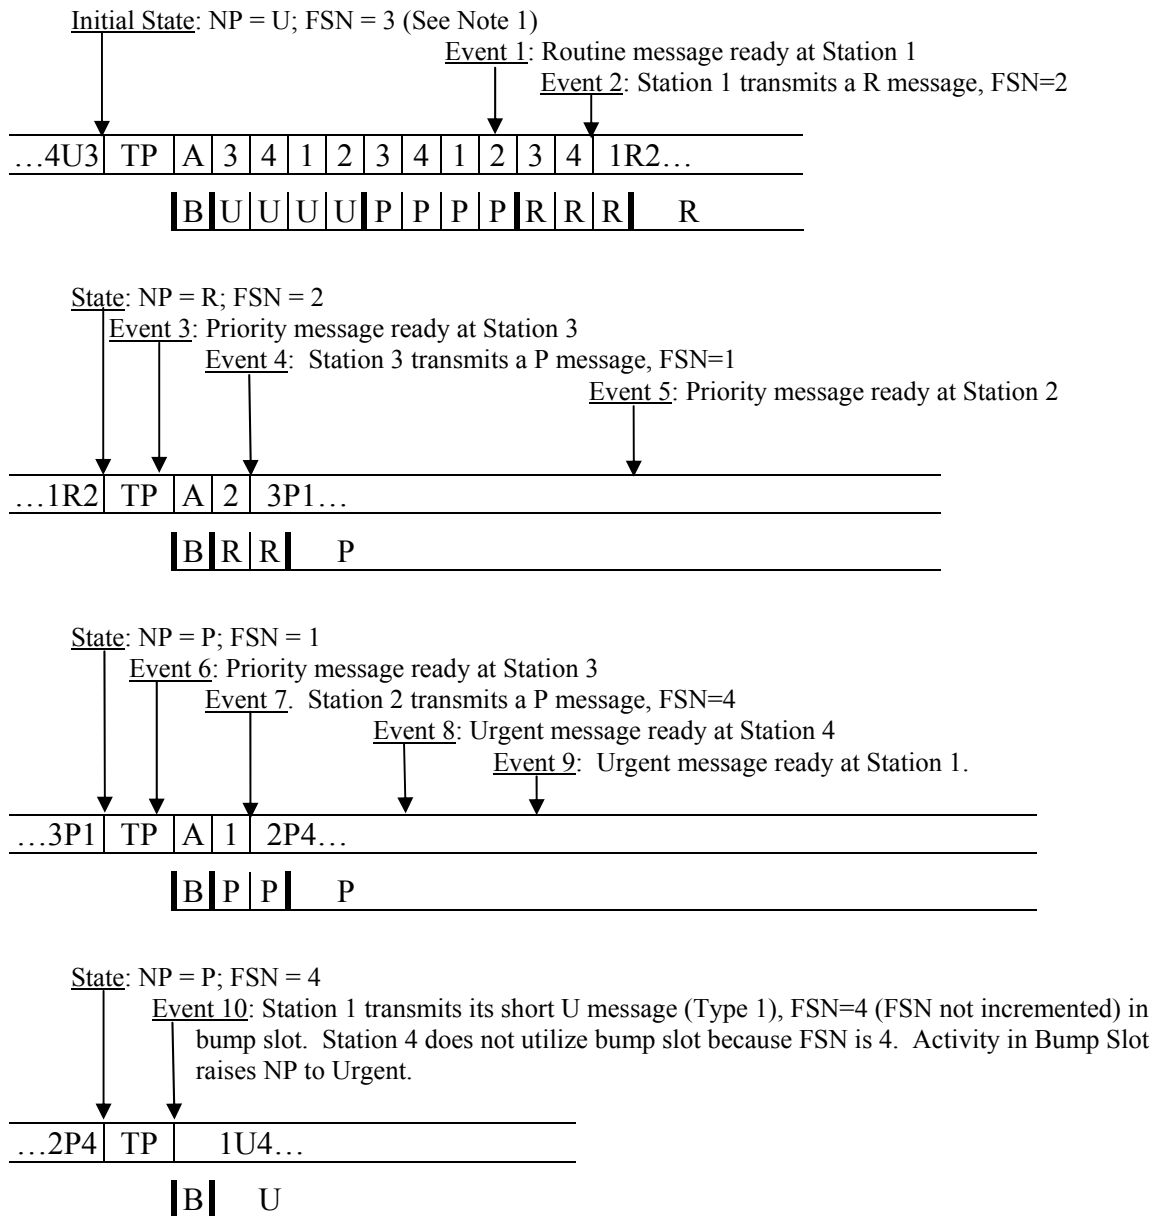 Initial State: NP = U; FSN = 3 (See Note 1)
Event 1: Routine message ready at Station 1
Event 2: Station 1 transmits a R message, FSN=2
…4U3 TP A 3 4 1 2 3 4 1 2 3 4 1R2…
B U U U U P P P P R R R R
State: NP = R; FSN = 2
Event 3: Priority message ready at Station 3
Event 4: Station 3 transmits a P message, FSN=1
Event 5: Priority message ready at Station 2
…1R2 TP A 2 3P1…
B R R P
State: NP = P; FSN = 1
Event 6: Priority message ready at Station 3
Event 7. Station 2 transmits a P message, FSN=4
Event 8: Urgent message ready at Station 4
Event 9: Urgent message ready at Station 1.
…3P1 TP A 1 2P4…
B P P P
State: NP = P; FSN = 4
Event 10: Station 1 transmits its short U message (Type 1), FSN=4 (FSN not incremented) in
bump slot. Station 4 does not utilize bump slot because FSN is 4. Activity in Bump Slot
raises NP to Urgent.
…2P4 TP 1U4…
B U